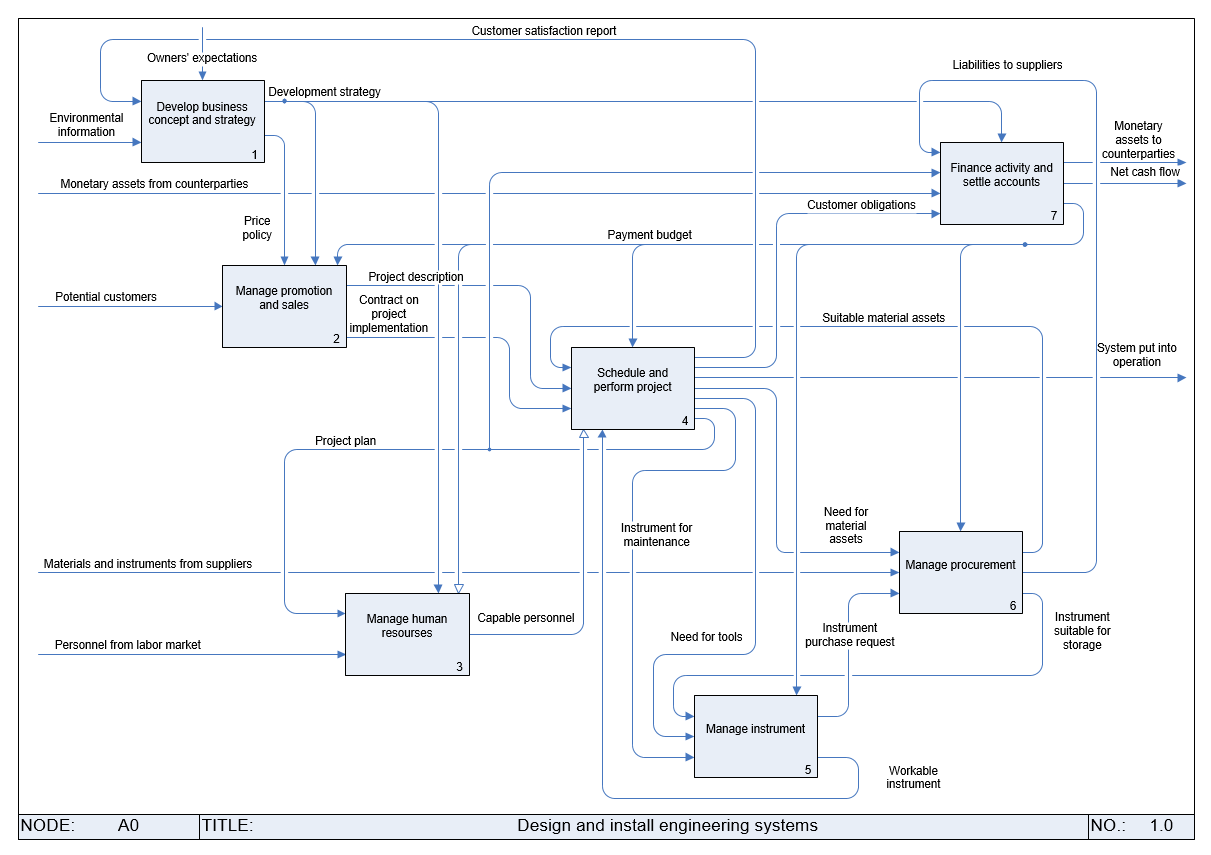 Customer satisfaction report
Owners' expectations
Liabilities to suppliers
Development strategy
Develop business
concept and strategy
1
Environmental
information
Monetary
assets to
counterparties
Net cash flow
Finance activity and
settle accounts
7
Monetary assets from counterparties
Customer obligations
Price
policy
Payment budget
Project description
Manage promotion
and sales
2
Potential customers
Contract on
project
implementation
Suitable material assets
System put into
operation
Schedule and
perform project
4
Project plan
Instrument for
maintenance
Need for
material
assets
Materials and instruments from suppliers
Manage procurement
6
Manage human
resourses
3
Capable personnel
Personnel from labor market
Need for tools
Instrument
purchase request
Instrument
suitable for
storage
Manage instrument
5
Workable
instrument
NODE: A0 TITLE: Design and install engineering systems NO.: 1.0